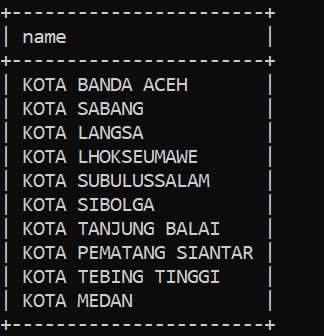 +----------------------+
| name                 |
+----------------------+
| KOTA BANDA ACEH      |
| KOTA SABANG          |
| KOTA LANGSA          |
| KOTA LHOKSEUMAWE     |
| KOTA SUBULUSSALAM    |
| KOTA SIBOLGA         |
| KOTA TANJUNG BALAI   |
| KOTA PEMATANG SIANTAR |
| KOTA TEBING TINGGI   |
| KOTA MEDAN           |
+----------------------+